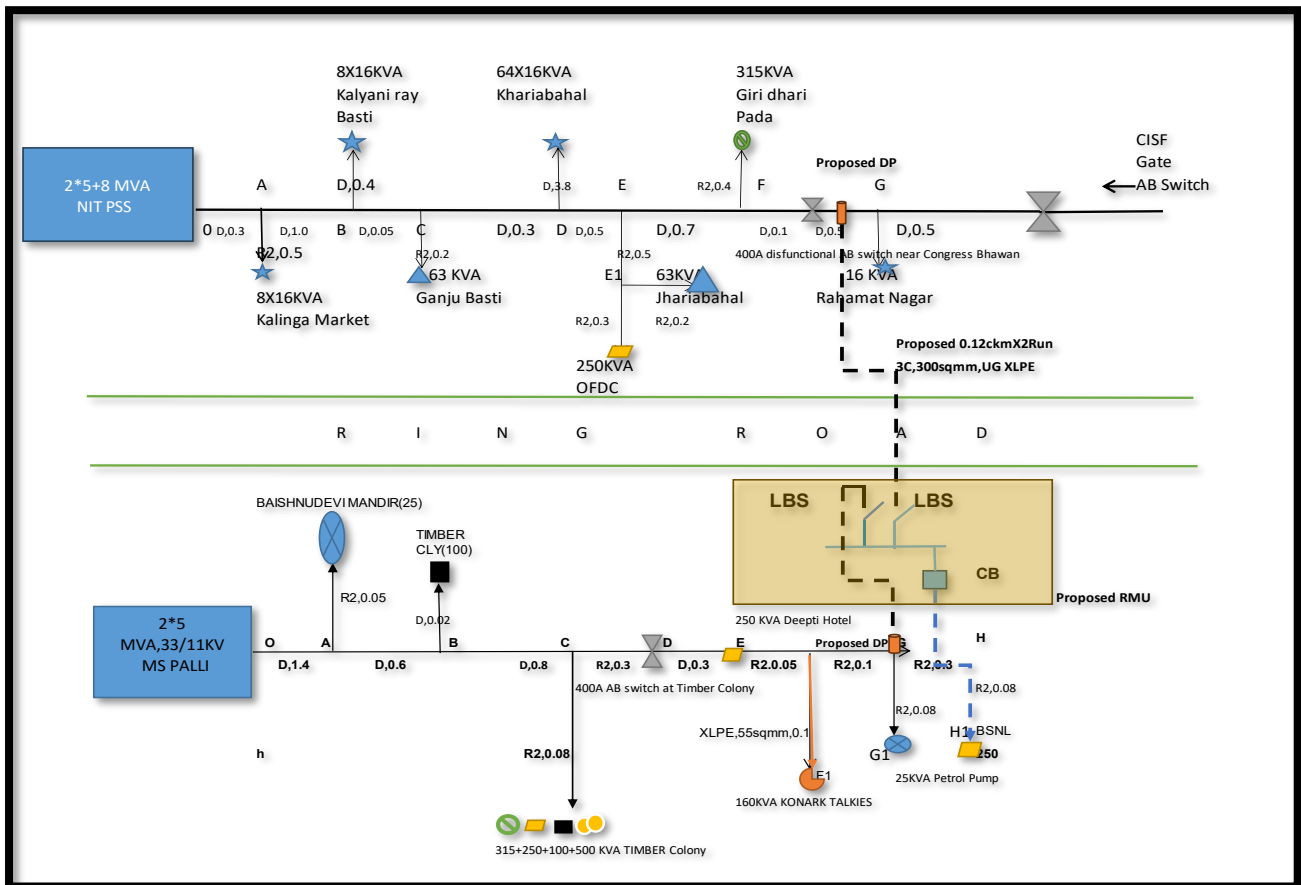 8X16KVA
Kalyani ray
Basti
64X16KVA
Khariabahal
315KVA
Giri dhari
Pada
CISF
Gate
AB Switch
Proposed DP
2*5+8 MVA
NIT PSS
A
D,0.4
D,3.8
E
R2,0.4
F
G
0
D,0.3
D,1.0
B
D,0.05
C
D,0.3
D
D,0.5
D,0.7
D,0.1
D,0.5
D,0.5
R2,0.5
R2,0.2
R2,0.5
400A disfunctional AB switch near Congress Bhawan
8X16KVA
Kalinga Market
63 KVA
Ganju Basti
E1
63KVA
Jhariabahal
16 KVA
Rahamat Nagar
R2,0.3
R2,0.2
250KVA
OFDC
Proposed 0.12ckmX2Run
3C,300sqmm,UG XLPE
R I N G R O A D
BAISHNUDEVI MANDIR(25)
TIMBER
CLY(100)
LBS
LBS
CB
R2,0.05
D,0.02
Proposed RMU
250 KVA Deepti Hotel
2*5
MVA,33/11KV
MS PALLI
O
A
B
C
D
E
Proposed DP
G
H
D,1.4
D,0.6
D,0.8
R2,0.3
D,0.3
R2.0.05
R2,0.1
R2,0.3
400A AB switch at Timber Colony
R2,0.08
R2,0.08
XLPE,55sqmm,0.1
h
R2,0.08
G1
H1
BSNL
250
E1
25KVA Petrol Pump
160KVA KONARK TALKIES
315+250+100+500 KVA TIMBER Colony